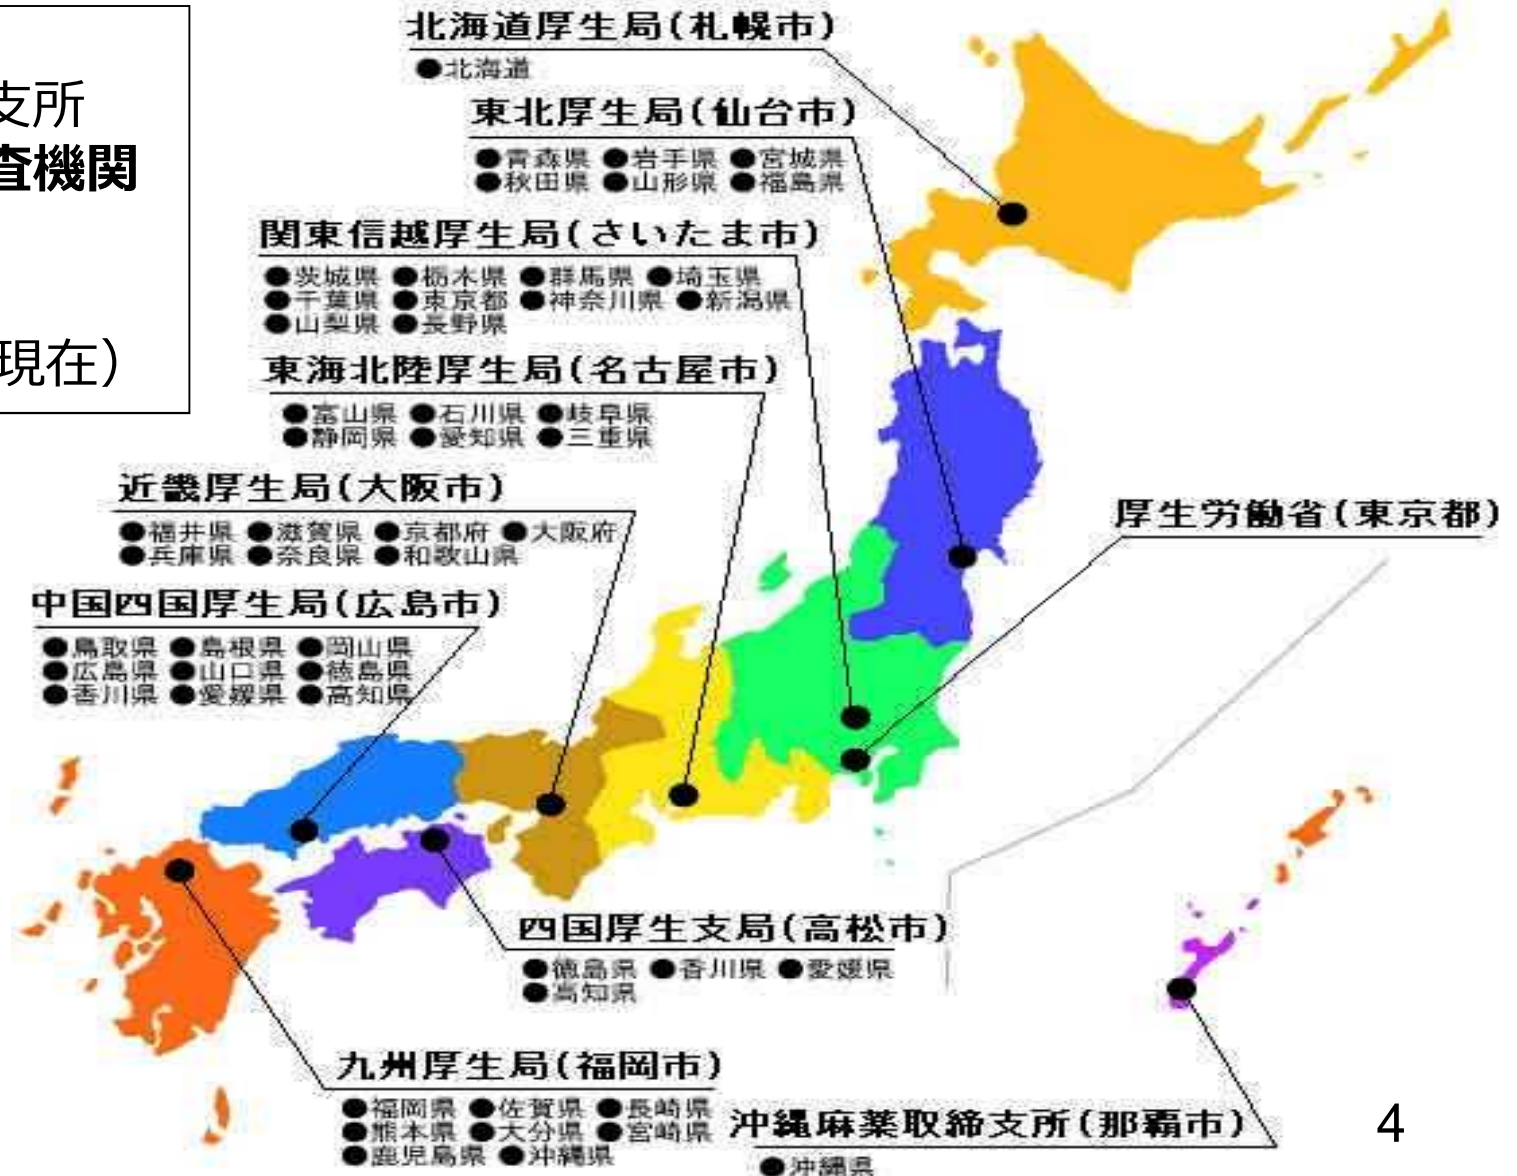 支所
査機関
現在）
北海道厚生局(札幌市)
●北海道
東北厚生局(仙台市)
●青森県 ●岩手県 ●宮城県
●秋田県 ●山形県 ●福島県
関東信越厚生局(さいたま市)
●茨城県 ●栃木県 ●群馬県 ●埼玉県
●千葉県 ●東京都 ●神奈川県 ●新潟県
●山梨県 ●長野県
東海北陸厚生局(名古屋市)
●富山県 ●石川県 ●岐阜県
●静岡県 ●愛知県 ●三重県
近畿厚生局(大阪市)
●福井県 ●滋賀県 ●京都府 ●大阪府
●兵庫県 ●奈良県 ●和歌山県
厚生労働省(東京都)
中国四国厚生局(広島市)
●鳥取県 ●島根県 ●岡山県
●広島県 ●山口県 ●徳島県
●香川県 ●愛媛県 ●高知県
四国厚生支局(高松市)
●徳島県 ●香川県 ●愛媛県
●高知県
九州厚生局(福岡市)
●福岡県 ●佐賀県 ●長崎県
●熊本県 ●大分県 ●宮崎県
●鹿児島県 ●沖縄県
沖縄麻薬取締支所(那覇市)
●沖縄県
4